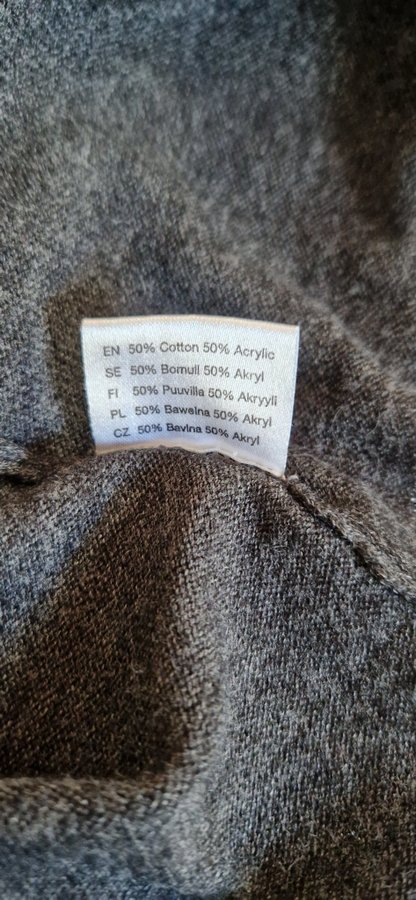 EN 50% Cotton 50% Acrylic
SE 50% Bomull 50% Akryl
FI 50% Puuvilla 50% Akryyli
PL 50% Bawelna 50% Akryl
CZ 50% Bavlna 50% Akryl